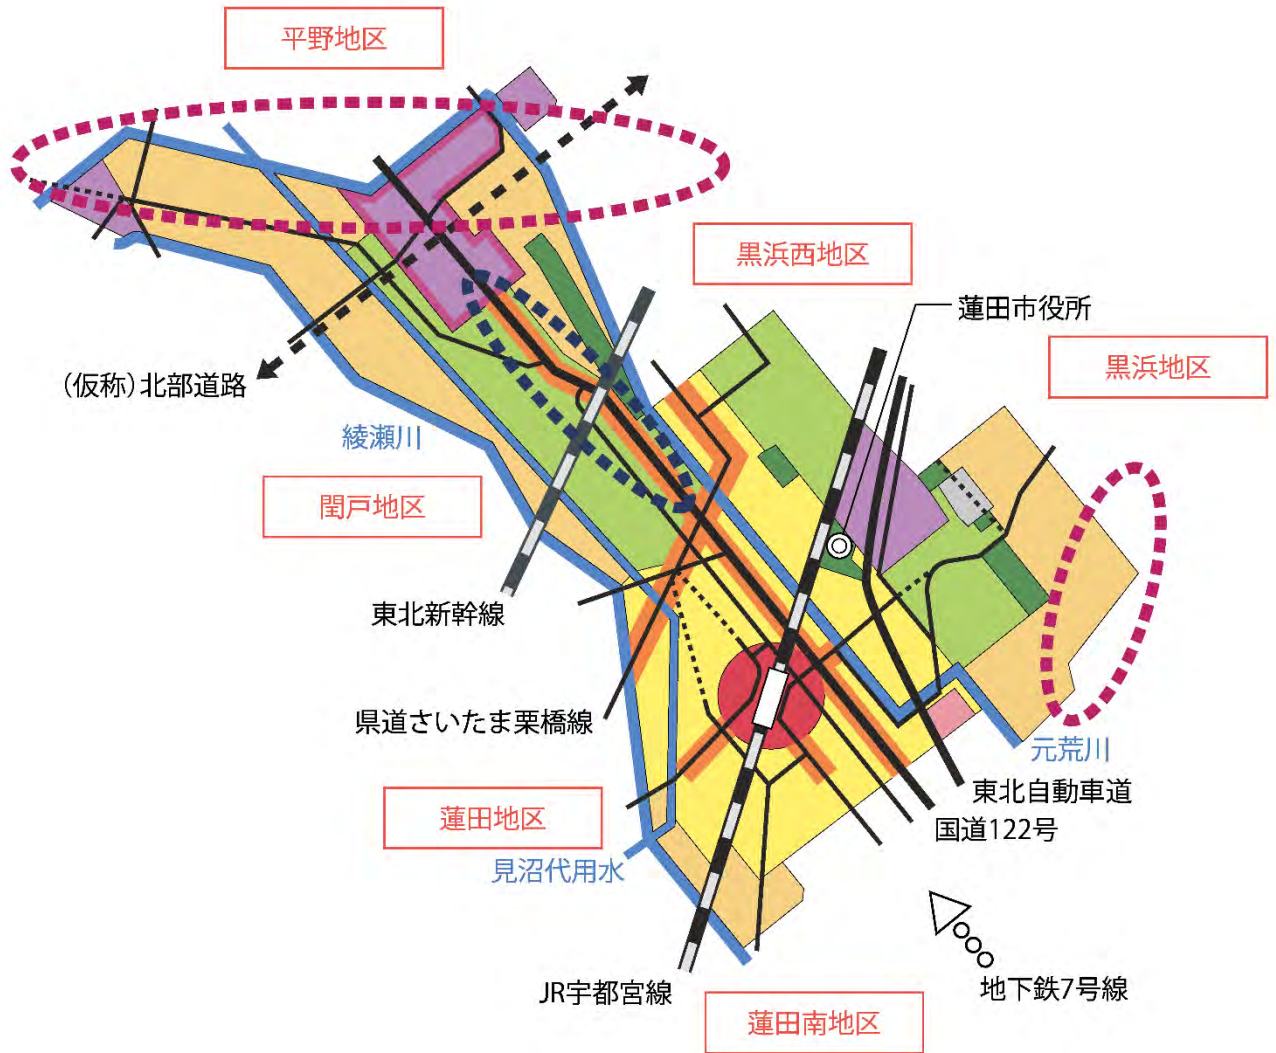 平野地区
黒浜西地区
蓮田市役所
黒浜地区
(仮称)北部道路
綾瀬川
閏戸地区
東北新幹線
県道さいたま栗橋線
元荒川
東北自動車道
蓮田地区
国道122号
見沼代用水
JR宇都宮線
地下鉄7号線
蓮田南地区